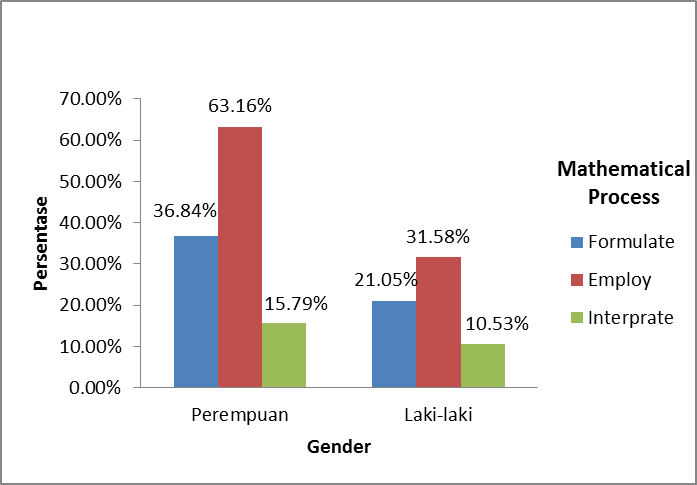 70.00%
60.00%
50.00%
40.00%
30.00%
20.00%
10.00%
0.00%
Persentase
36.84%
63.16%
15.79%
21.05%
31.58%
10.53%
Perempuan
Laki-laki
Gender
Mathematical
Process
Formulate
Employ
Interprate